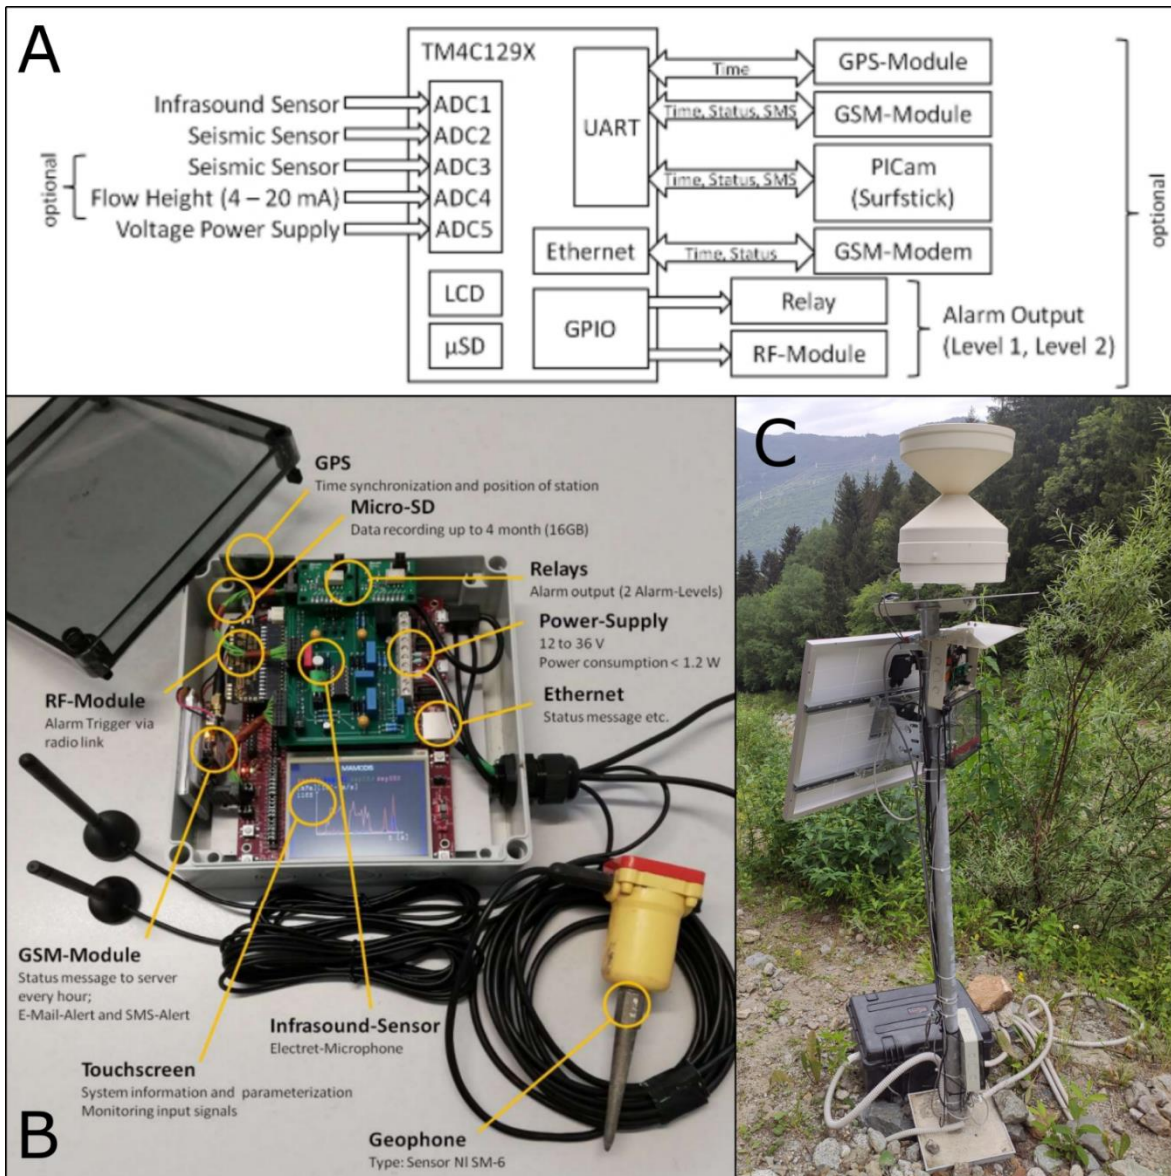 A
TM4C129X
Infrasound Sensor
Seismic Sensor
Seismic Sensor
Flow Height (4 – 20 mA)
Voltage Power Supply
optional
ADC1
ADC2
ADC3
ADC4
ADC5
LCD
µSD
UART
Ethernet
GPIO
Time
Time, Status, SMS
Time, Status, SMS
Time, Status
GPS-Module
GSM-Module
PICam
(Surfstick)
GSM-Modem
Relay
RF-Module
Alarm Output
(Level 1, Level 2)
optional
GPS
Time synchronization and position of station
Micro-SD
Data recording up to 4 month (16GB)
Relays
Alarm output (2 Alarm-Levels)
Power-Supply
12 to 36 V
Power consumption < 1.2 W
Ethernet
Status message etc.
RF-Module
Alarm Trigger via
radio link
GSM-Module
Status message to server
every hour;
E-Mail-Alert and SMS-Alert
Infrasound-Sensor
Electret-Microphone
Touchscreen
System information and parameterization
Monitoring input signals
Geophone
Type: Sensor Nl SM-6
B
C